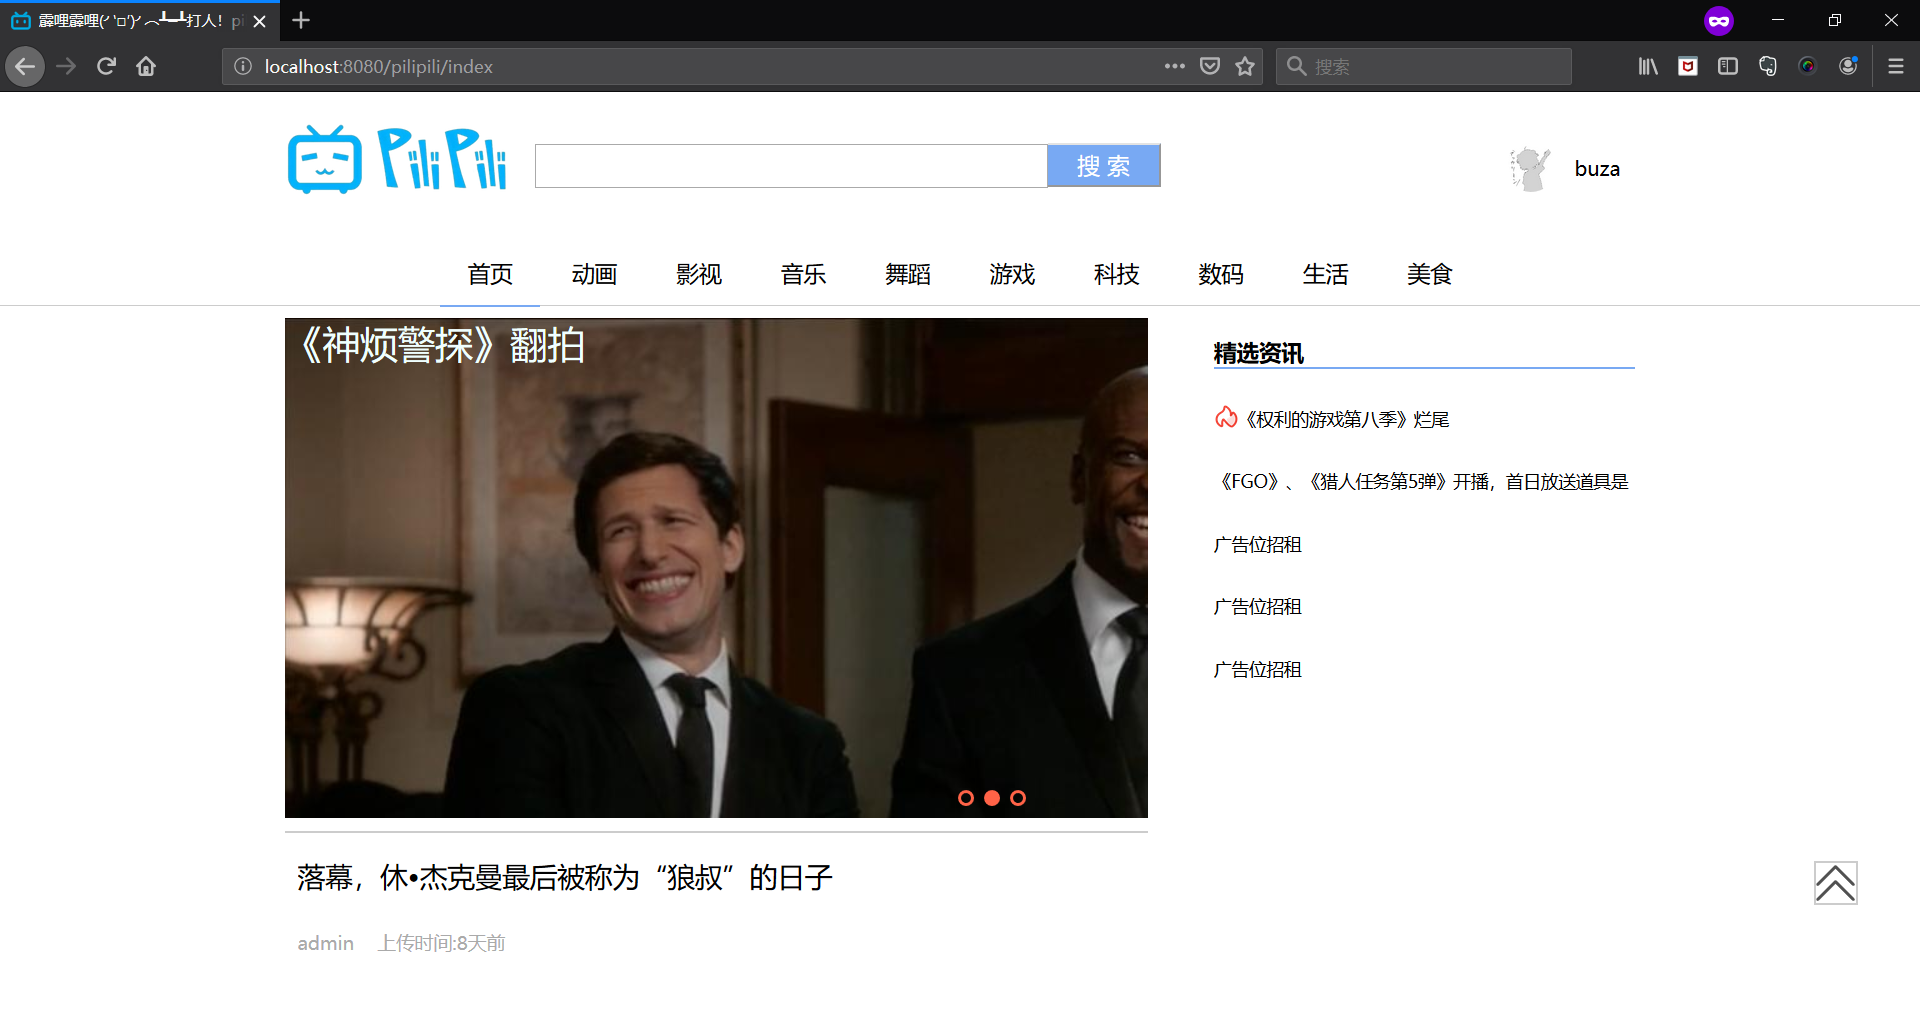 霹雳霹哩(╯'□')╯︵┻━┻打人！pi
localhost:8080/pilipili/index
搜索
PiliPili
搜 索
buza
首页 动画 影视 音乐 舞蹈 游戏 科技 数码 生活 美食
《神烦警探》翻拍
精选资讯
《权利的游戏第八季》烂尾
《FGO》、《猎人任务第5弹》开播，首日放送道具是
广告位招租
广告位招租
广告位招租
落幕，休•杰克曼最后被称为“狼叔”的日子
admin 上传时间:8天前